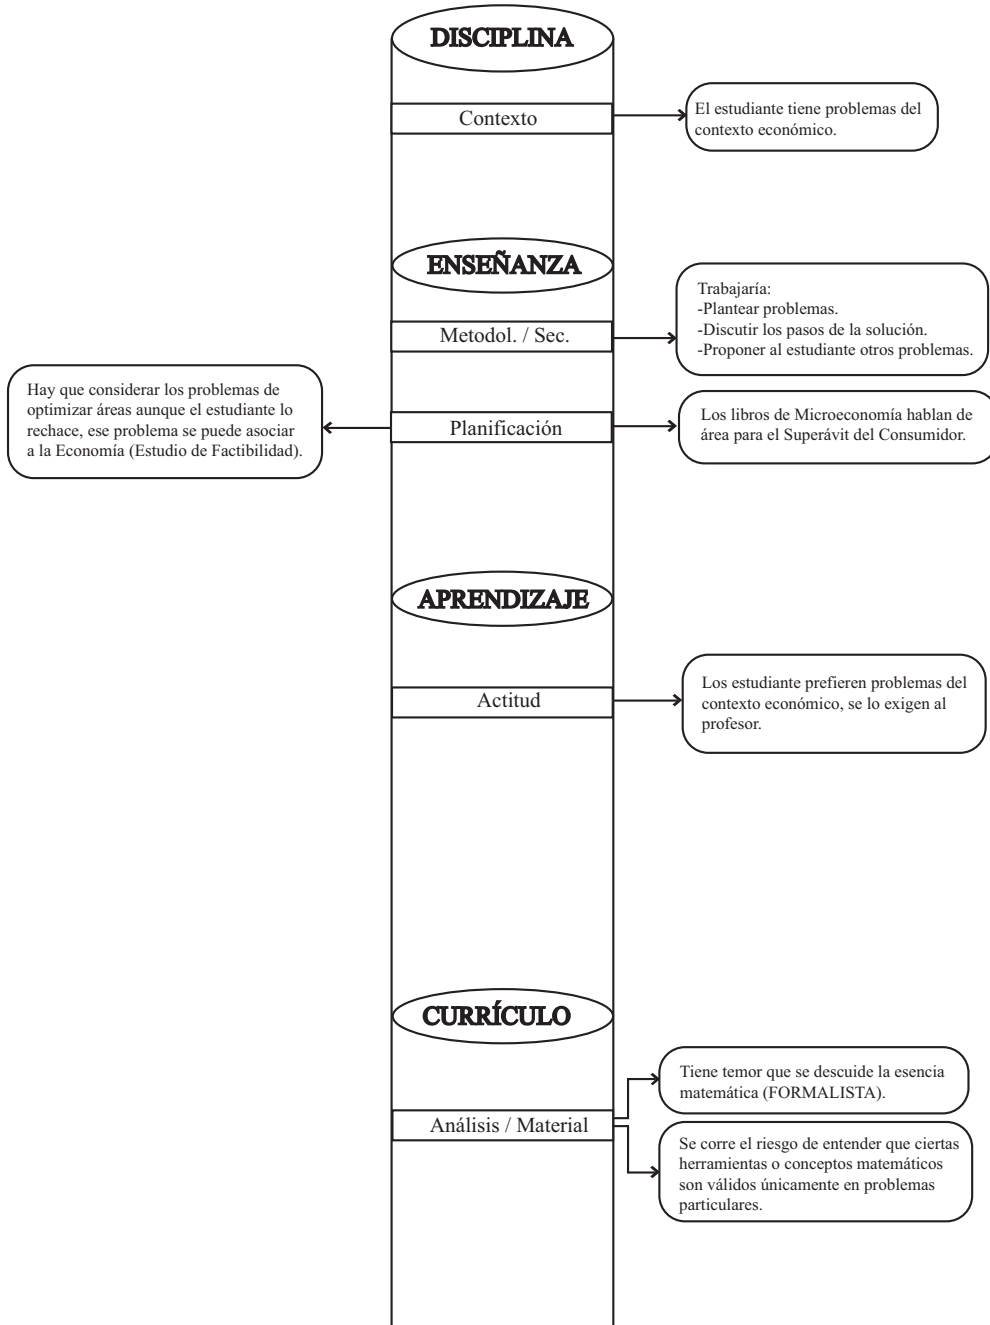 DISCIPLINA
Contexto
El estudiante tiene problemas del
contexto económico.
ENSEÑANZA
Metodol. / Sec.
Trabajaría:
-Plantear problemas.
-Discutir los pasos de la solución.
-Proponer al estudiante otros problemas.
Hay que considerar los problemas de
optimizar áreas aunque el estudiante lo
rechace, ese problema se puede asociar
a la Economía (Estudio de Factibilidad).
Planificación
Los libros de Microeconomía hablan de
área para el Superávit del Consumidor.
APRENDIZAJE
Actitud
Los estudiante prefieren problemas del
contexto económico, se lo exigen al
profesor.
CURRÍCULO
Análisis / Material
Tiene temor que se descuide la esencia
matemática (FORMALISTA).
Se corre el riesgo de entender que ciertas
herramientas o conceptos matemáticos
son válidos únicamente en problemas
particulares.